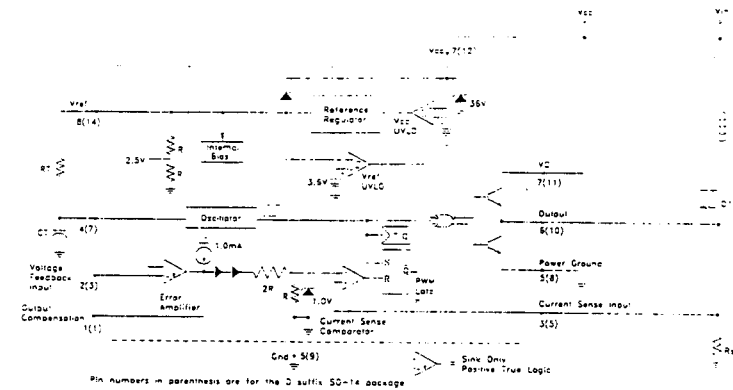 Vcc
Vin
Vcc 7(12)
36V
Vref
8(14)
Reference
Regulator
Vcc
UVLO
RT
2.5V
R
R
Internal
Bias
3.6V
Vref
UVLO
VC
7(11)
Q1
4(7)
Oscillator
Output
6(10)
CT
T Q
1.0mA
Voltage
Feedback
Input
2(3)
Error
Amplifier
2R
R
1.0V
S
R
Q
PWM
Latc
Power Ground
5(8)
Output
Compensation
1(1)
Current Sense
Comparator
Current Sense Input
3(5)
Rs
Gnd 5(9)
= Sink Only
Positive True Logic
Pin numbers in parenthesis are for the D suffix SO-14 package